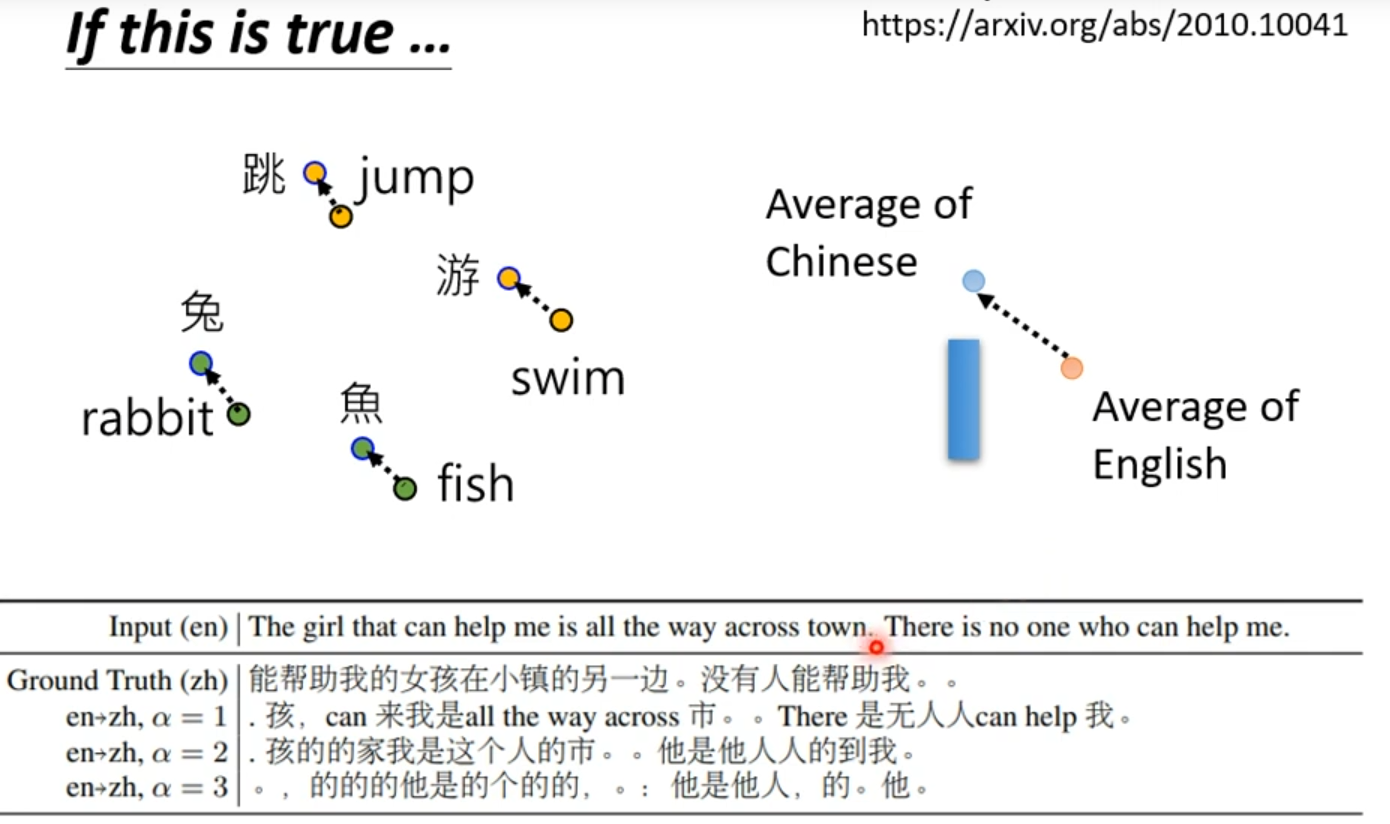 If this is true ...
https://arxiv.org/abs/2010.10041
跳
jump
游
swim
兔
rabbit
魚
fish
Average of
Chinese
Average of
English
Input (en) The girl that can help me is all the way across town. There is no one who can help me.
Ground Truth (zh) 能帮助我的女孩在小镇的另一边。没有人能帮助我。。
en→zh, α = 1 . 孩，can 来我是all the way across 市。。There 是无人人can help 我。
en→zh, α = 2 . 孩的的家我是这个人的市。。他是他人人的到我。
en→zh, α = 3 。，的的的他是的个的的，。：他是他人，的。他。